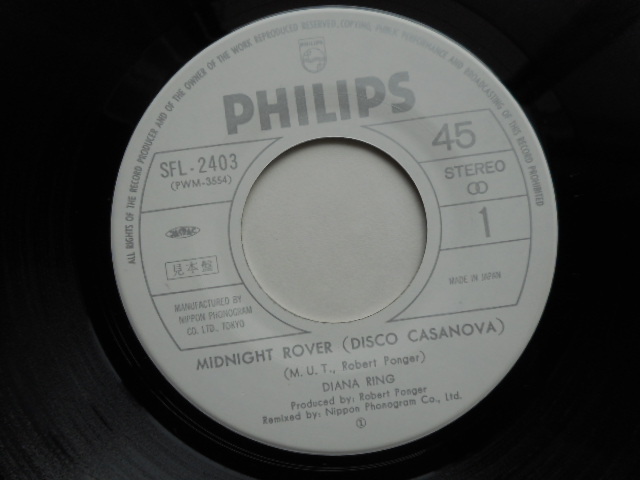 ALL RIGHTS OF THE RECORD PRODUCER AND OF THE OWNER OF THE WORK REPRODUCED RESERVED, COPYING, PUBLIC PERFORMANCE AND BROADCASTING OF THIS RECORD PROHIBITED
PHILIPS
SFL-2403
(PWM-3554)
45
STEREO
1
見本盤
MANUFACTURED BY
NIPPON PHONOGRAM
CO. LTD., TOKYO
MADE IN JAPAN
MIDNIGHT ROVER (DISCO CASANOVA)
(M. U. T., Robert Ponger)
DIANA RING
Produced by: Robert Ponger
Remixed by: Nippon Phonogram Co., Ltd.
①